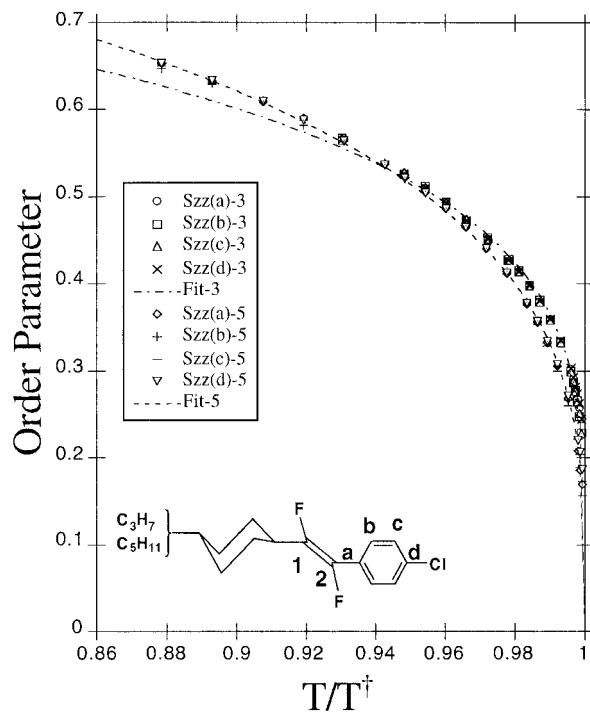 0.7
0.6
0.5
0.4
0.3
0.2
0.1
0
Order Parameter
Szz(a)-3
Szz(b)-3
Szz(c)-3
Szz(d)-3
Fit-3
Szz(a)-5
Szz(b)-5
Szz(c)-5
Szz(d)-5
Fit-5
C₃H₇
C₅H₁₁
F
1
2
F
a
b
c
d
Cl
0.86 0.88 0.9 0.92 0.94 0.96 0.98 1
T/T†